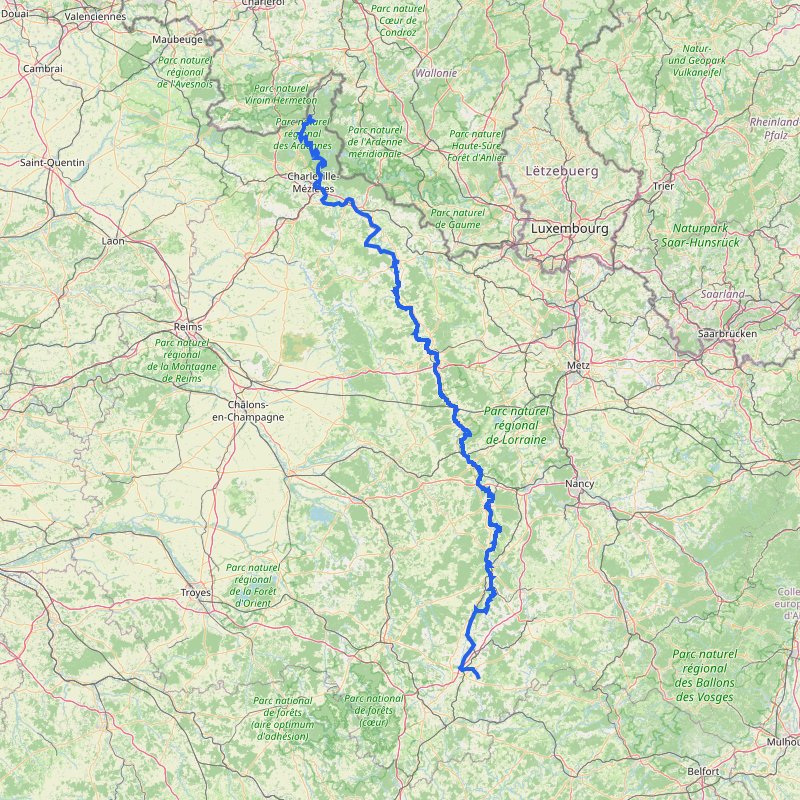 Douai
Valenciennes
Charleroi
Parc naturel
Cœur de
Condroz
Maubeuge
Parc naturel
régional
de l'Avesnois
Cambrai
Wallonie
Natur-
und Geopark
Vulkaneifel
Parc naturel
Viroin Hermeton
Parc naturel
régional
des Ardennes
Parc naturel
de l'Ardenne
méridionale
Parc naturel
Haute-Sûre
Forêt d'Anlier
Rheinland-
Pfalz
Saint-Quentin
Charleville-
Mézières
Lëtzebuerg
Trier
Parc naturel
de Gaume
Luxembourg
Naturpark
Saar-Hunsrück
Laon
Saarland
Reims
Saarbrücken
Parc naturel
régional
de la Montagne
de Reims
Metz
Châlons-
en-Champagne
Parc naturel
régional
de Lorraine
Nancy
Parc naturel
régional
de la Forêt
d'Orient
Troyes
Parc naturel
régional
des Ballons
des Vosges
Parc national
de forêts
(aire optimum
d'adhésion)
Parc national
de forêts
(cœur)
Belfort